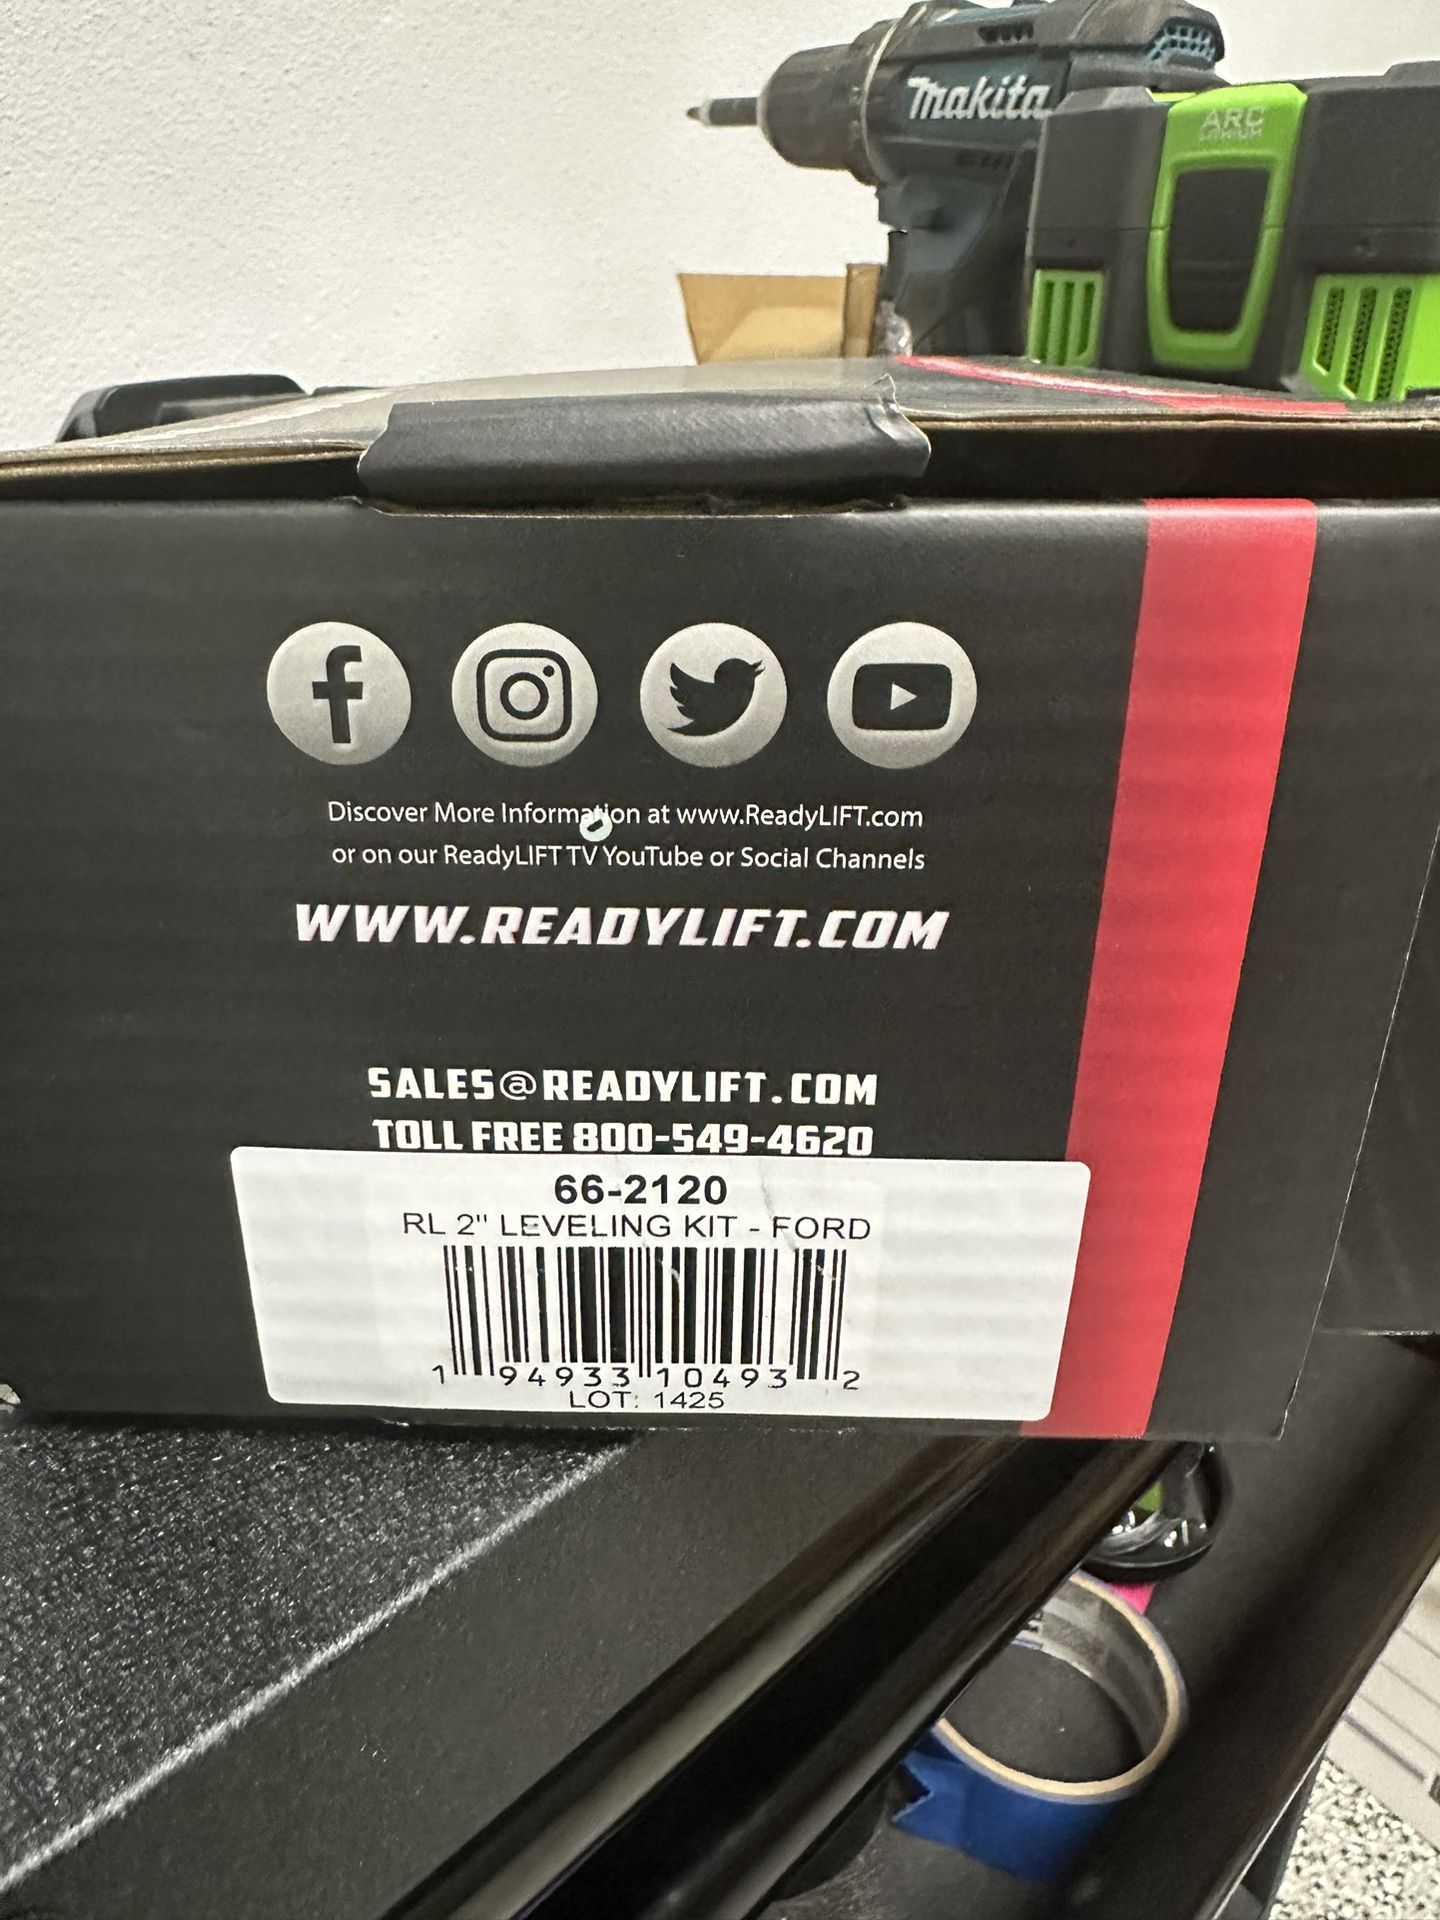 makita
ARC
LITHIUM
Discover More Information at www.ReadyLIFT.com
or on our ReadyLIFT TV YouTube or Social Channels
WWW.READYLIFT.COM
SALES@READYLIFT.COM
TOLL FREE 800-549-4620
66-2120
RL 2" LEVELING KIT - FORD
1 94933 10493 2
LOT: 1425